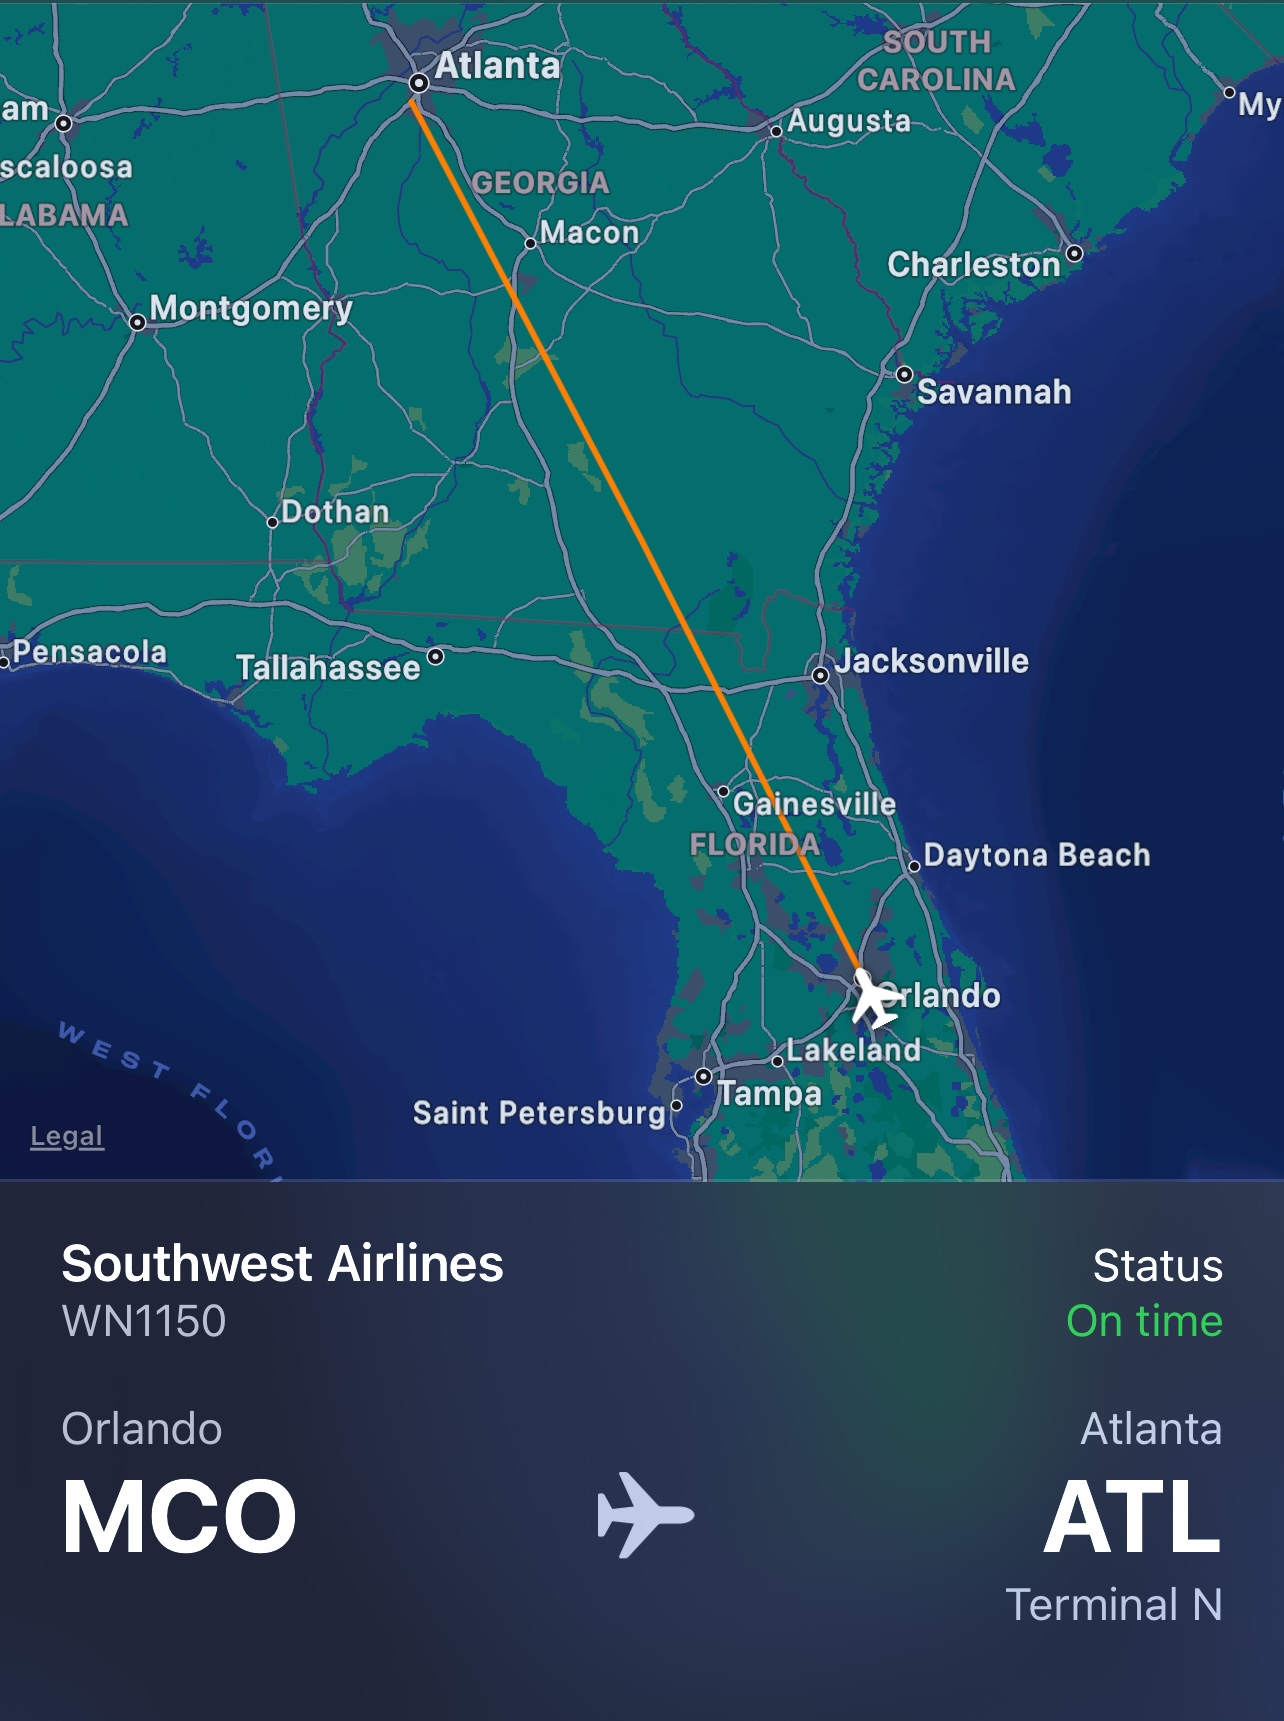 Atlanta
SOUTH
CAROLINA
am
My
Augusta
scaloosa
GEORGIA
LABAMA
Macon
Charleston
Montgomery
Savannah
Dothan
Pensacola
Tallahassee
Jacksonville
Gainesville
FLORIDA
Daytona Beach
Orlando
Lakeland
Tampa
Saint Petersburg
WEST FLORI
Legal
Southwest Airlines
WN1150
Status
On time
Orlando
MCO
Atlanta
ATL
Terminal N